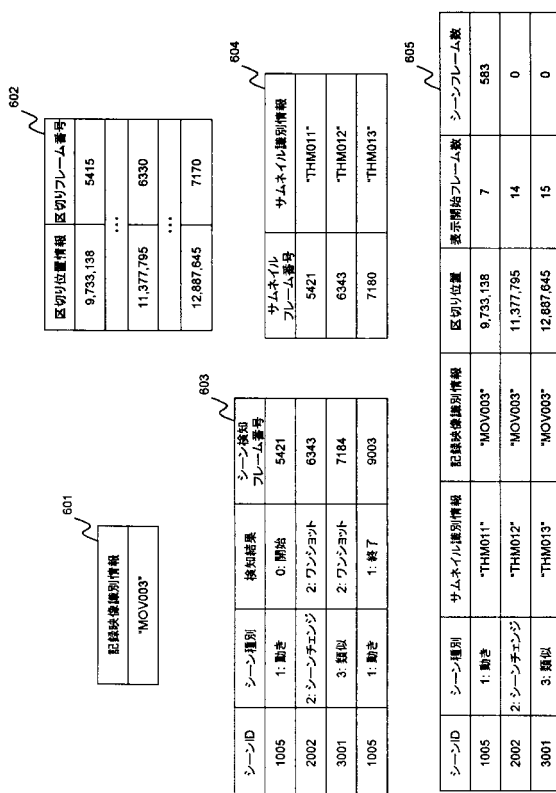 601
記録映像識別情報
"MOV003"
602
区切り位置情報 区切りフレーム番号
9,733,138 5415
…
11,377,795 6330
…
12,887,645 7170
603
シーンID シーン種別 検知結果 シーン検知フレーム番号
1005 1: 動き 0: 開始 5421
2002 2: シーンチェンジ 2: ワンショット 6343
3001 3: 類似 2: ワンショット 7184
1005 1: 動き 1: 終了 9003
604
サムネイルフレーム番号 サムネイル識別情報
5421 "THM011"
6343 "THM012"
7180 "THM013"
605
シーンID シーン種別 サムネイル識別情報 記録映像識別情報 区切り位置 表示開始フレーム数 シーンフレーム数
1005 1: 動き "THM011" "MOV003" 9,733,138 7 583
2002 2: シーンチェンジ "THM012" "MOV003" 11,377,795 14 0
3001 3: 類似 "THM013" "MOV003" 12,887,645 15 0